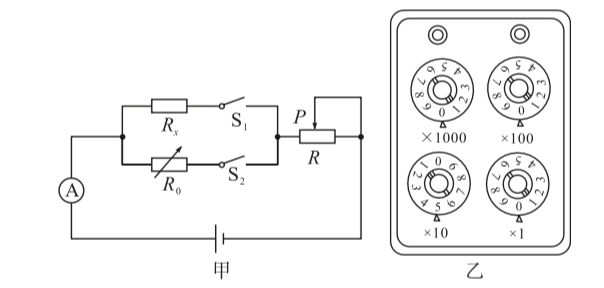 A
Rₓ
S₁
R₀
S₂
P
R
甲
×1000
×100
×10
×1
乙